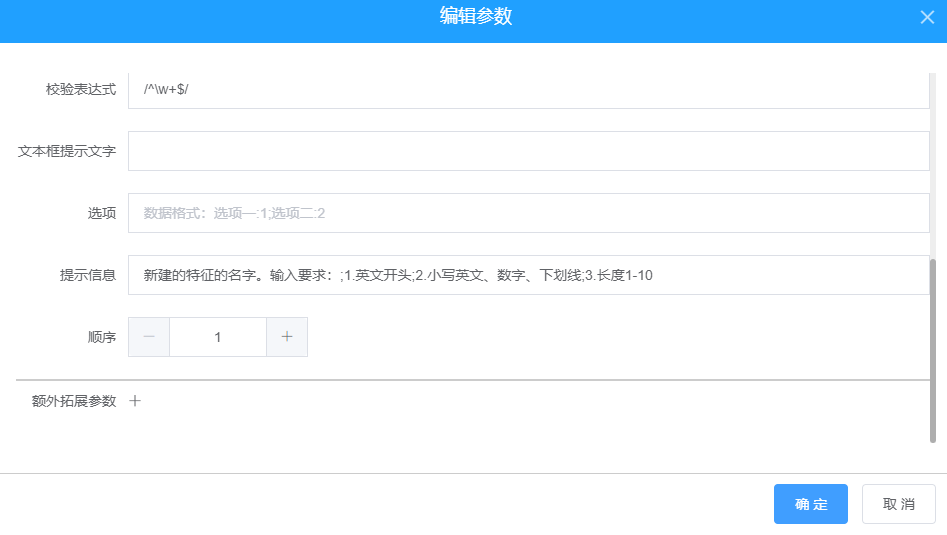 编辑参数
校验表达式 /^\w+$/
文本框提示文字
选项 数据格式：选项一:1;选项二:2
提示信息 新建的特征的名字。输入要求：;1.英文开头;2.小写英文、数字、下划线;3.长度1-10
顺序 1
额外拓展参数
确定 取消